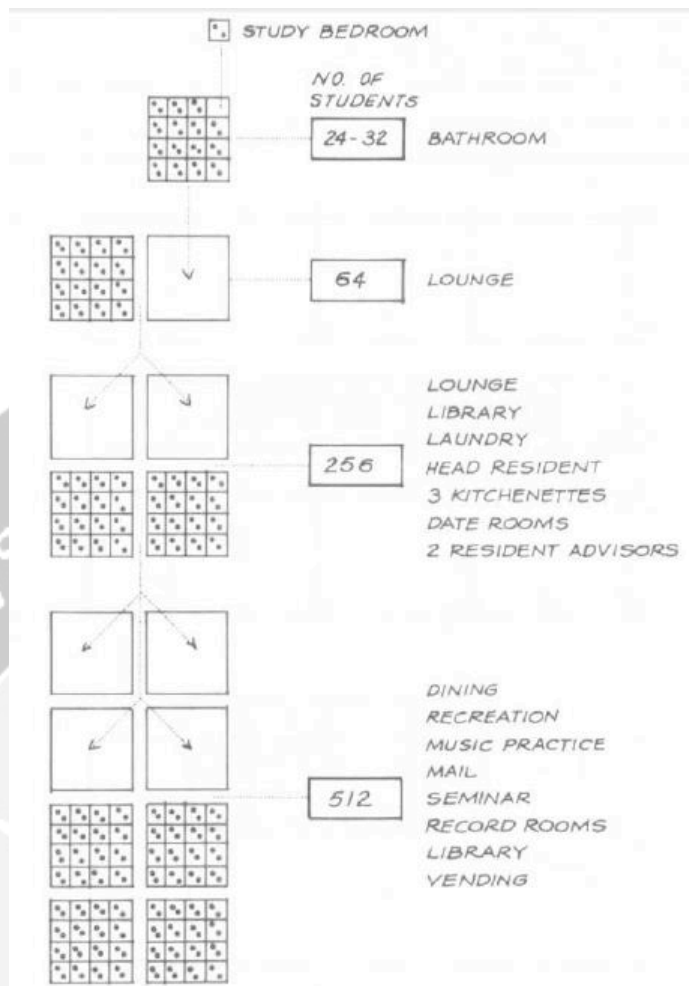 STUDY BEDROOM
NO. OF
STUDENTS
24-32 BATHROOM
64 LOUNGE
LOUNGE
LIBRARY
LAUNDRY
256 HEAD RESIDENT
3 KITCHENETTES
DATE ROOMS
2 RESIDENT ADVISORS
DINING
RECREATION
MUSIC PRACTICE
MAIL
512 SEMINAR
RECORD ROOMS
LIBRARY
VENDING